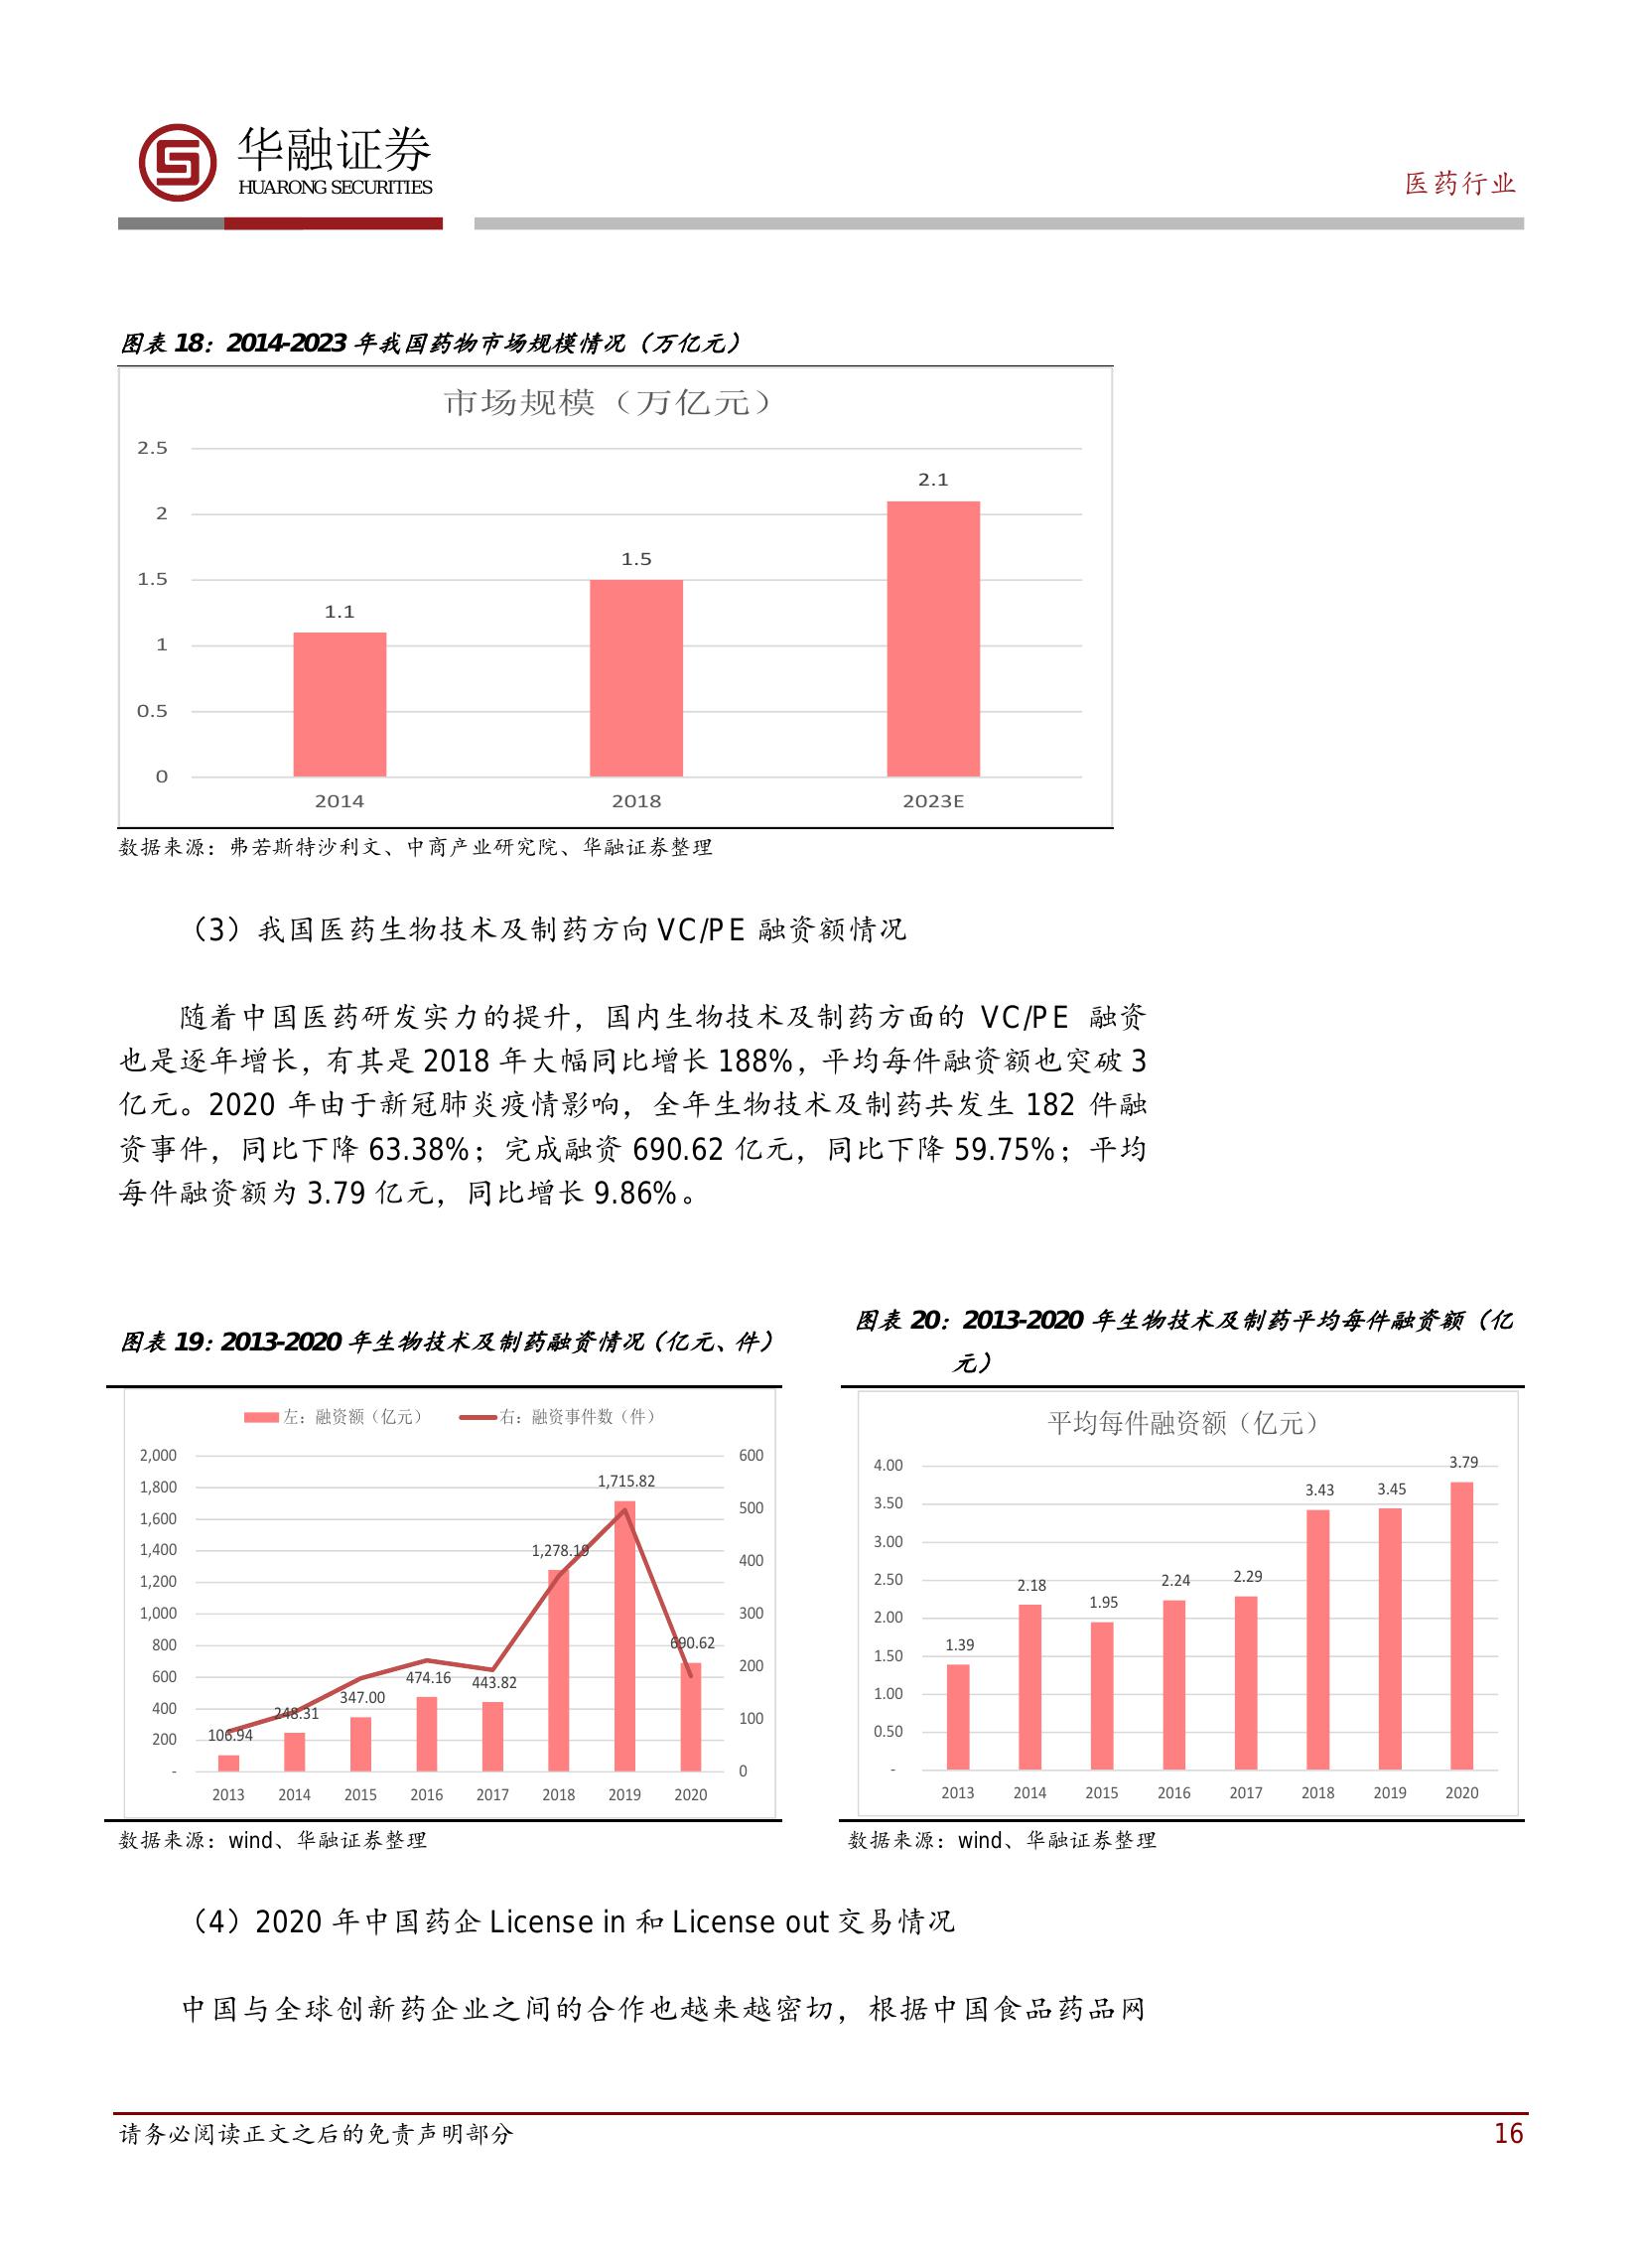 华融证券
HUARONG SECURITIES
医药行业
图表 18：2014-2023 年我国药物市场规模情况（万亿元）
市场规模（万亿元）
2.5
2
1.5
1
0.5
0
1.1
1.5
2.1
2014
2018
2023E
数据来源：弗若斯特沙利文、中商产业研究院、华融证券整理
（3）我国医药生物技术及制药方向 VC/PE 融资额情况
随着中国医药研发实力的提升，国内生物技术及制药方面的 VC/PE 融资
也是逐年增长，有其是 2018 年大幅同比增长 188%，平均每件融资额也突破 3
亿元。2020 年由于新冠肺炎疫情影响，全年生物技术及制药共发生 182 件融
资事件，同比下降 63.38%；完成融资 690.62 亿元，同比下降 59.75%；平均
每件融资额为 3.79 亿元，同比增长 9.86%。
图表 19：2013-2020 年生物技术及制药融资情况（亿元、件）
左：融资额（亿元） 右：融资事件数（件）
2,000
1,800
1,600
1,400
1,200
1,000
800
600
400
200
-
600
500
400
300
200
100
0
106.94
248.31
347.00
474.16
443.82
1,278.19
1,715.82
690.62
2013 2014 2015 2016 2017 2018 2019 2020
数据来源：wind、华融证券整理
图表 20：2013-2020 年生物技术及制药平均每件融资额（亿
元）
平均每件融资额（亿元）
4.00
3.50
3.00
2.50
2.00
1.50
1.00
0.50
-
1.39
2.18
1.95
2.24
2.29
3.43
3.45
3.79
2013 2014 2015 2016 2017 2018 2019 2020
数据来源：wind、华融证券整理
（4）2020 年中国药企 License in 和 License out 交易情况
中国与全球创新药企业之间的合作也越来越密切，根据中国食品药品网
请务必阅读正文之后的免责声明部分
16